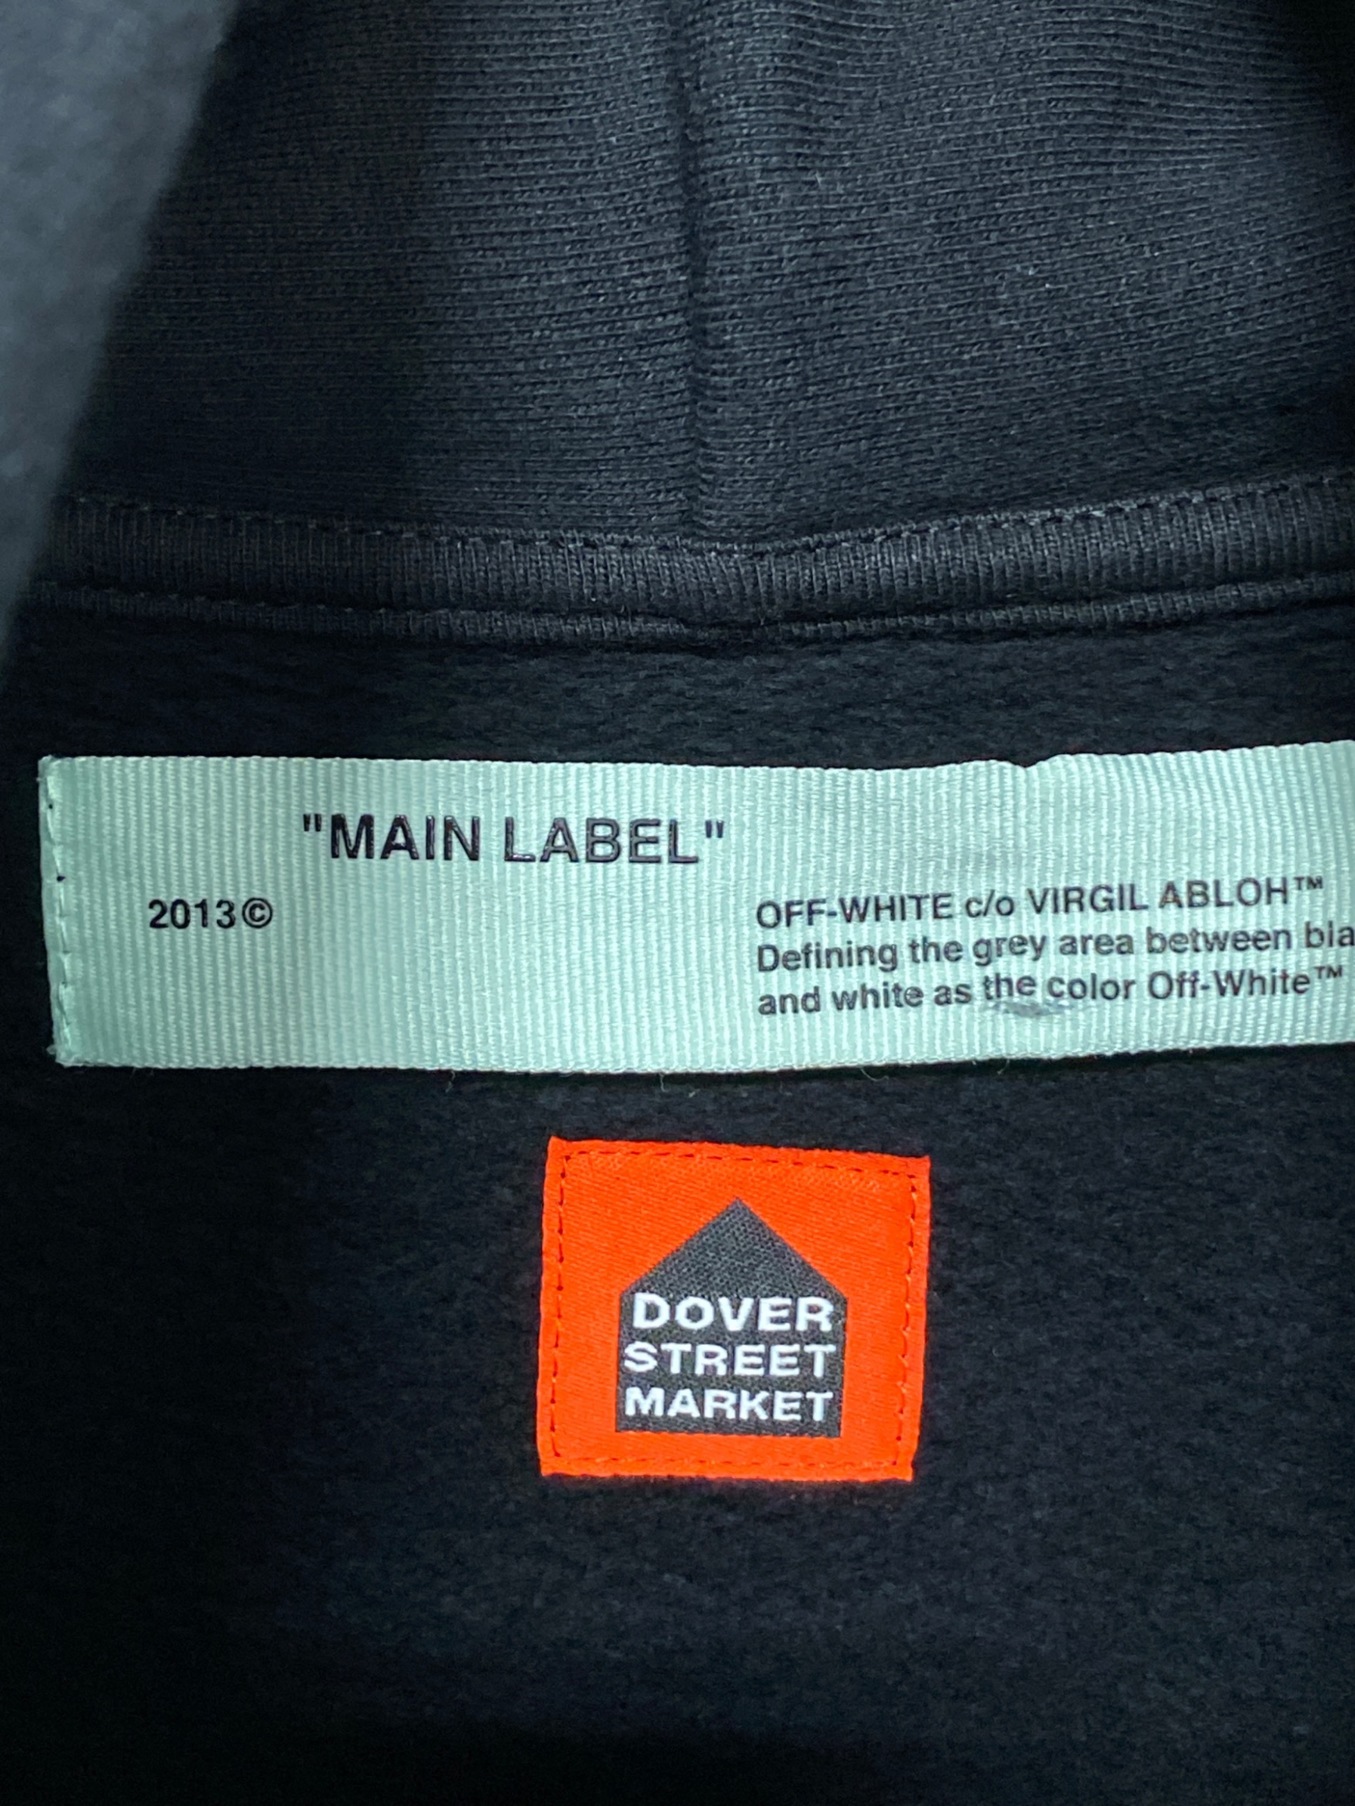 "MAIN LABEL"
2013©
OFF-WHITE c/o VIRGIL ABLOH™
Defining the grey area between bla
and white as the color Off-White™
DOVER
STREET
MARKET